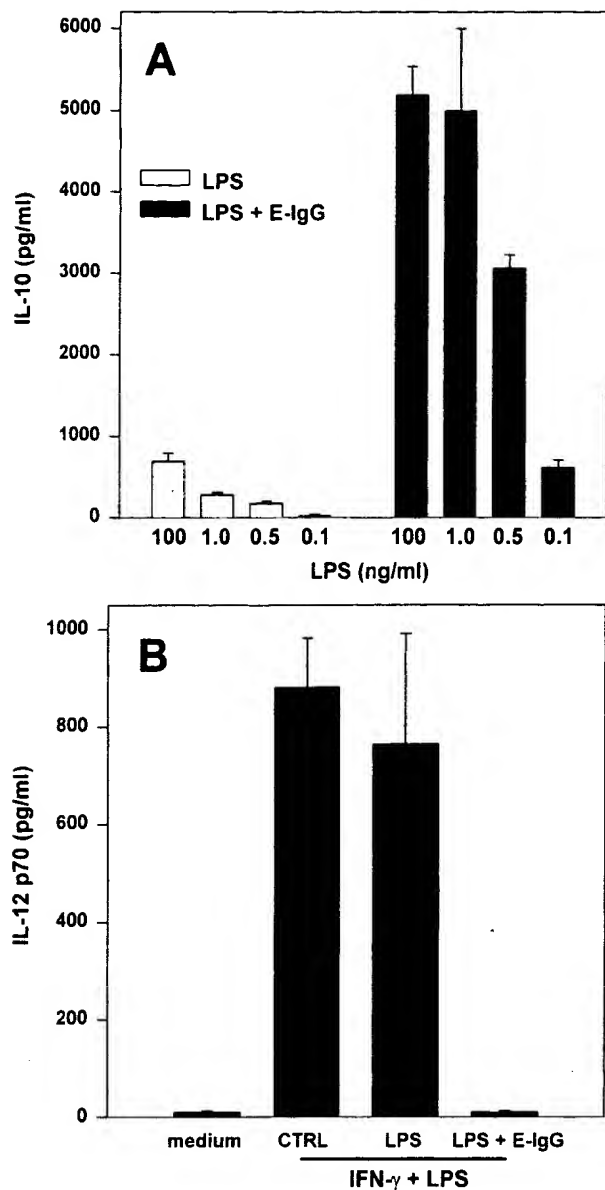 A
6000
5000
4000
3000
2000
1000
0
IL-10 (pg/ml)
LPS
LPS + E-IgG
100 1.0 0.5 0.1 100 1.0 0.5 0.1
LPS (ng/ml)
B
1000
800
600
400
200
0
IL-12 p70 (pg/ml)
medium CTRL LPS LPS + E-IgG
IFN-γ + LPS